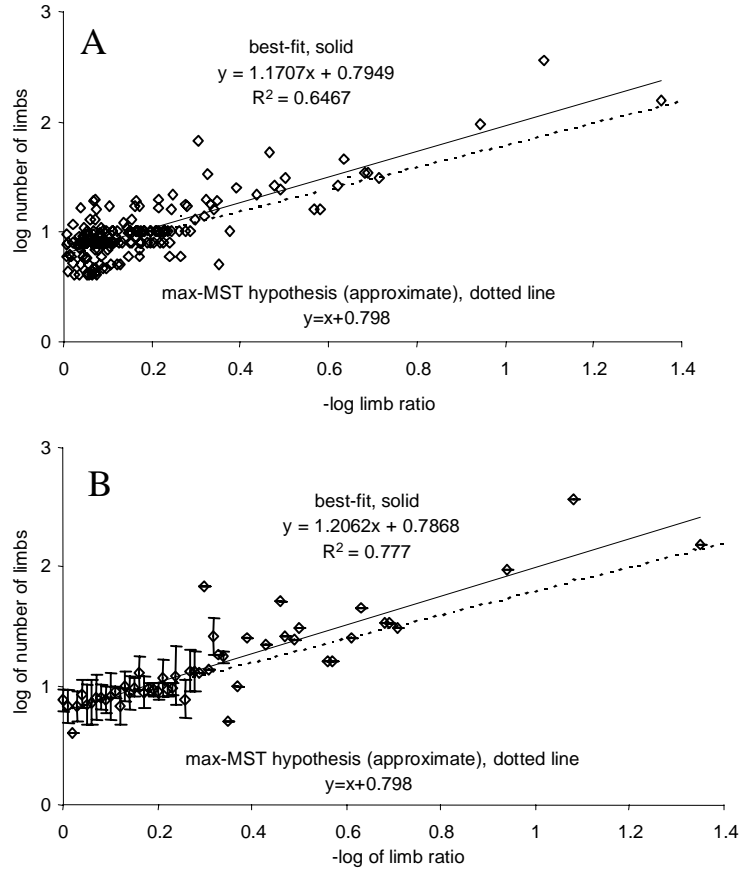 A
3
best-fit, solid
y = 1.1707x + 0.7949
R² = 0.6467
2
log number of limbs
1
max-MST hypothesis (approximate), dotted line
y=x+0.798
0
0 0.2 0.4 0.6 0.8 1 1.2 1.4
-log limb ratio
3
B
best-fit, solid
y = 1.2062x + 0.7868
R² = 0.777
2
log of number of limbs
1
max-MST hypothesis (approximate), dotted line
y=x+0.798
0
0 0.2 0.4 0.6 0.8 1 1.2 1.4
-log of limb ratio